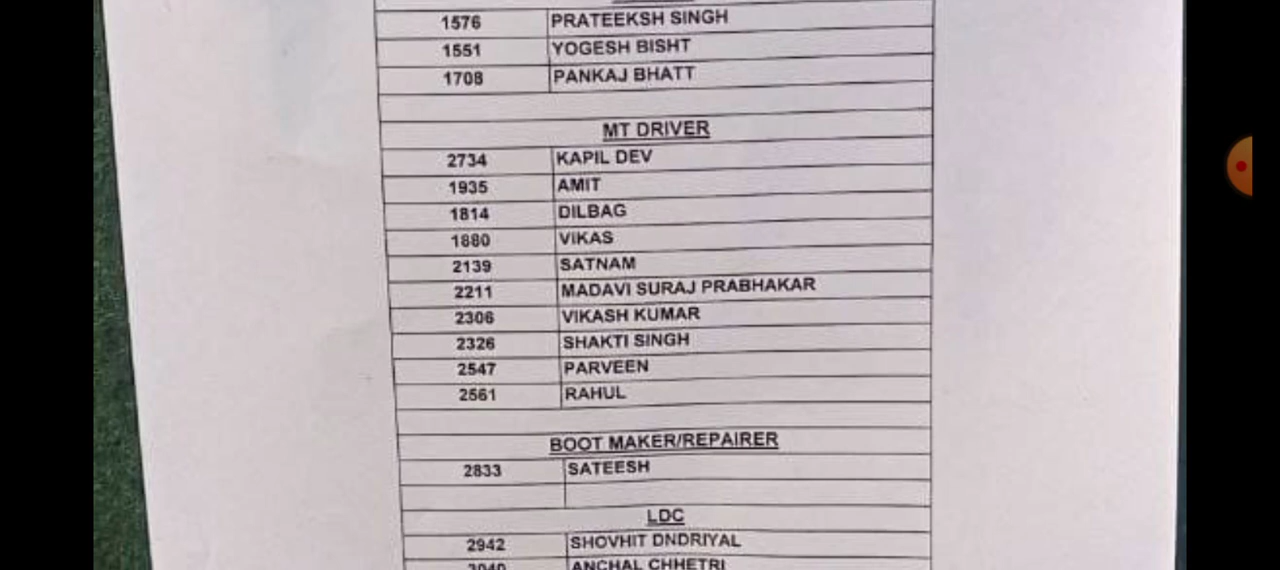 1576 PRATEEKSH SINGH
1551 YOGESH BISHT
1708 PANKAJ BHATT
MT DRIVER
2734 KAPIL DEV
1935 AMIT
1814 DILBAG
1880 VIKAS
2139 SATNAM
2211 MADAVI SURAJ PRABHAKAR
2306 VIKASH KUMAR
2326 SHAKTI SINGH
2547 PARVEEN
2561 RAHUL
BOOT MAKER/REPAIRER
2833 SATEESH
LDC
2942 SHOVHIT DNDRIYAL
ANCHAL CHHETRI